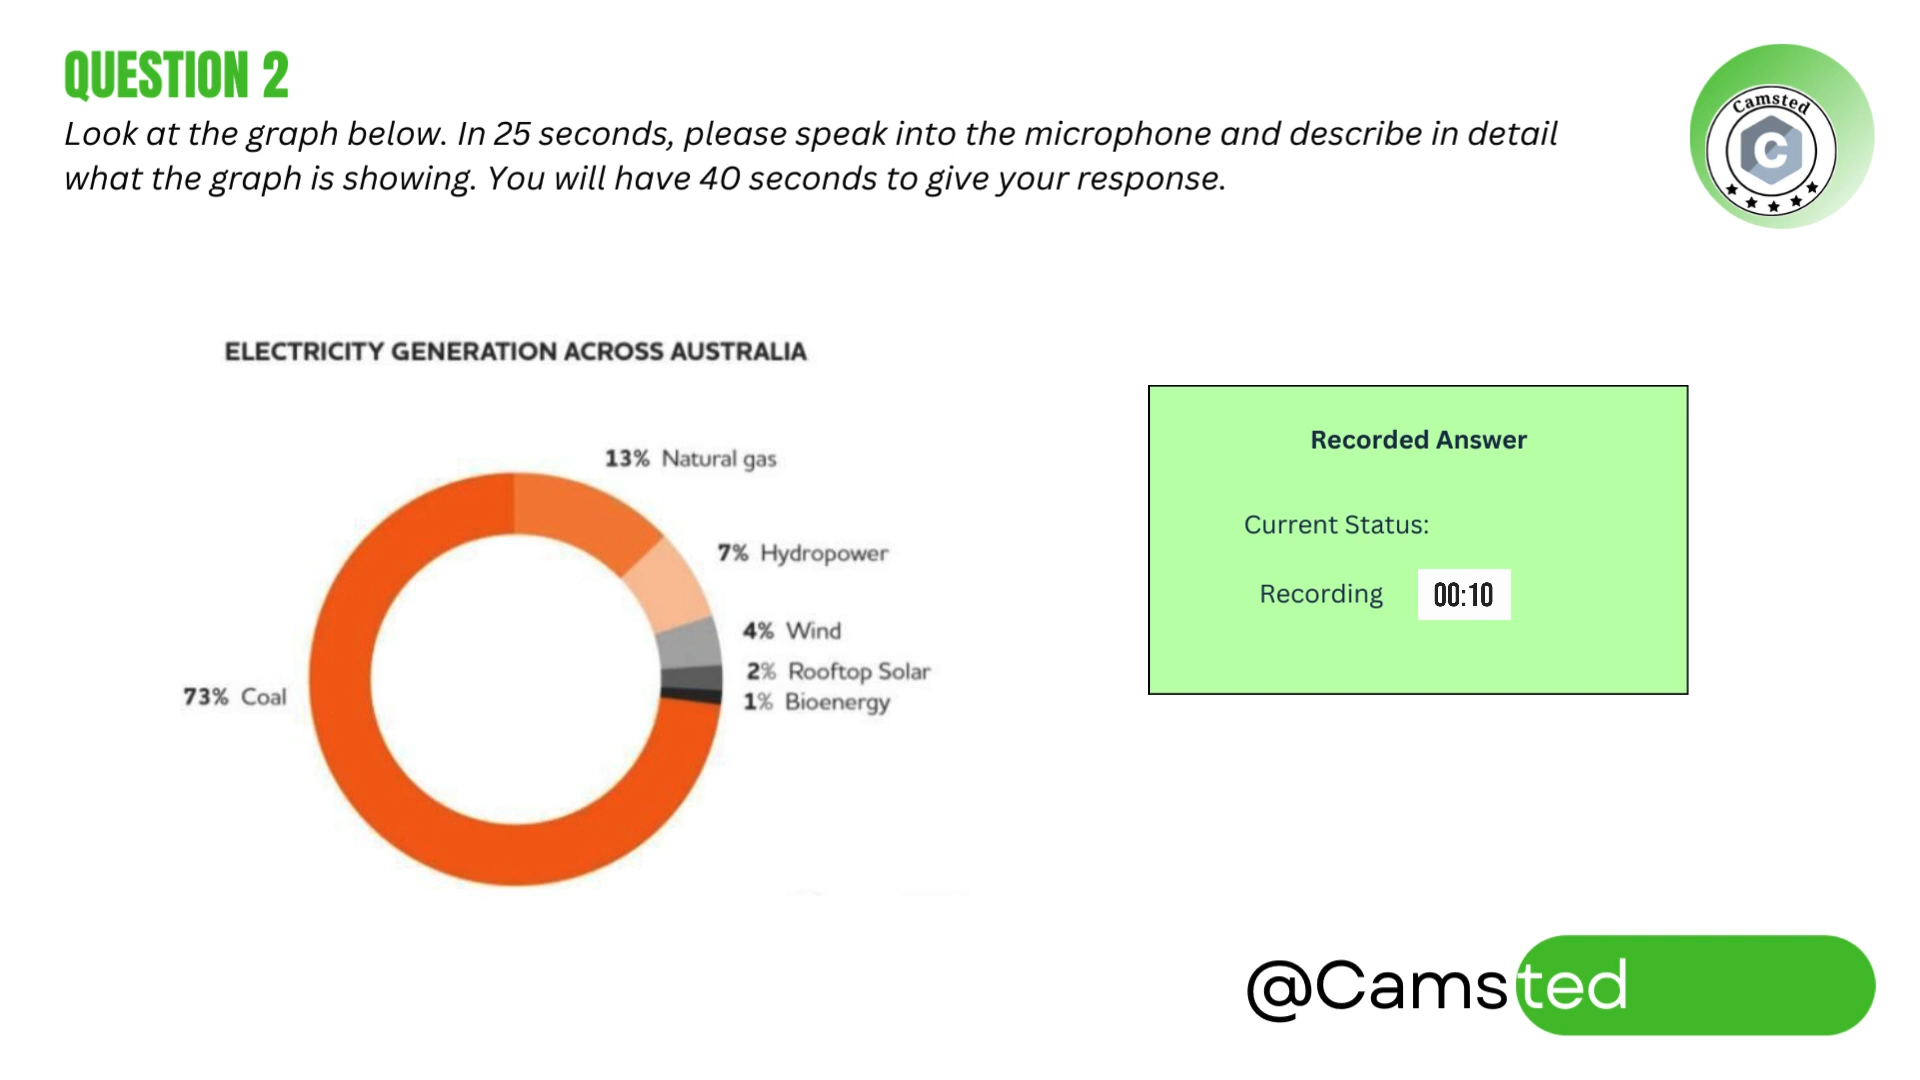 QUESTION 2
Look at the graph below. In 25 seconds, please speak into the microphone and describe in detail
what the graph is showing. You will have 40 seconds to give your response.
Camsted
C
ELECTRICITY GENERATION ACROSS AUSTRALIA
13% Natural gas
7% Hydropower
4% Wind
2% Rooftop Solar
1% Bioenergy
73% Coal
Recorded Answer
Current Status:
Recording 00:10
@Camsted